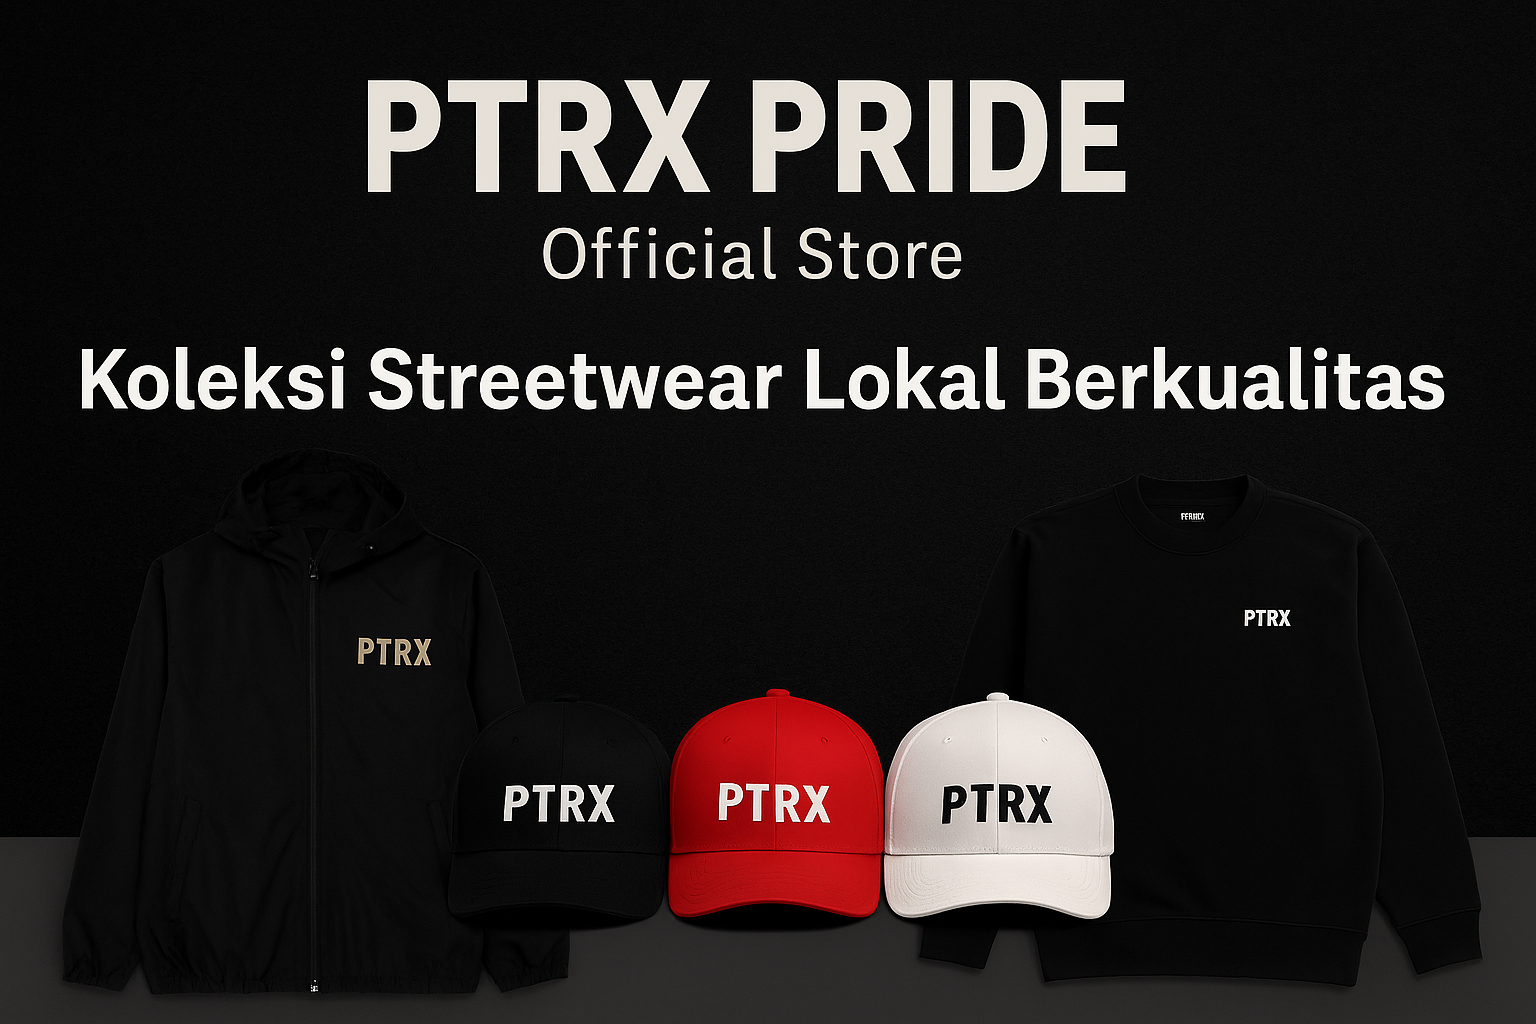 PTRX PRIDE
Official Store
Koleksi Streetwear Lokal Berkualitas
PTRX
PTRX
PTRX
PTRX
PTRX